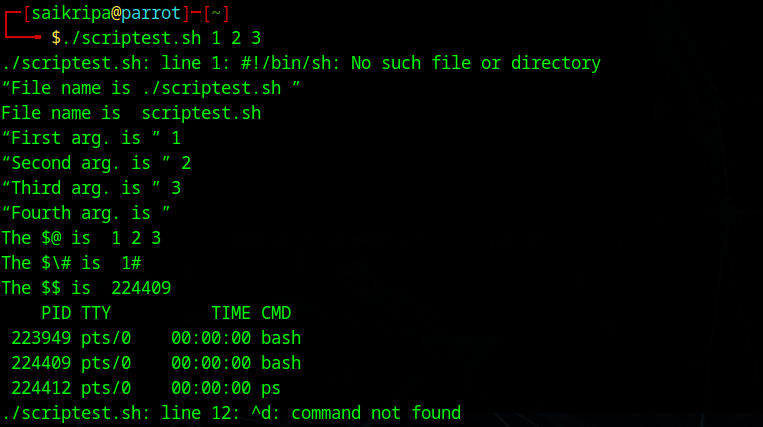 ┌─[saikripa@parrot]─[~]
└──╼ $./scriptest.sh 1 2 3
./scriptest.sh: line 1: #!/bin/sh: No such file or directory
“File name is ./scriptest.sh ”
File name is  scriptest.sh
“First arg. is ” 1
“Second arg. is ” 2
“Third arg. is ” 3
“Fourth arg. is ”
The $@ is  1 2 3
The $\# is  1#
The $$ is  224409
    PID TTY          TIME CMD
 223949 pts/0    00:00:00 bash
 224409 pts/0    00:00:00 bash
 224412 pts/0    00:00:00 ps
./scriptest.sh: line 12: ^d: command not found